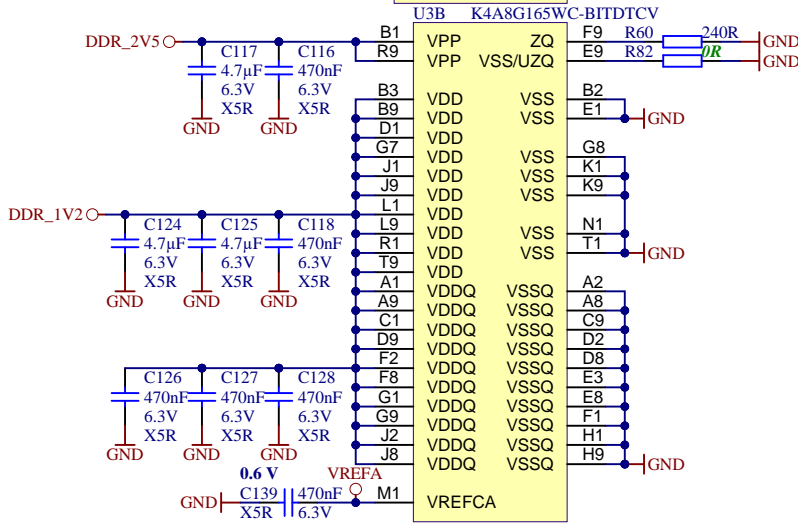 U3B K4A8G165WC-BITDTCV
DDR_2V5 B1 VPP ZQ F9 R60 240R GND
R9 VPP VSS/UZQ E9 R82 0R GND
C117 C116
4.7µF 470nF
6.3V 6.3V
X5R X5R
GND GND
B3 VDD VSS B2
B9 VDD VSS E1 GND
D1 VDD
G7 VDD VSS G8
J1 VDD VSS K1
J9 VDD VSS K9
DDR_1V2 L1 VDD
L9 VDD VSS N1
R1 VDD VSS T1 GND
T9 VDD
C124 C125 C118
4.7µF 4.7µF 470nF
6.3V 6.3V 6.3V
X5R X5R X5R
GND GND GND
A1 VDDQ VSSQ A2
A9 VDDQ VSSQ A8
C1 VDDQ VSSQ C9
D9 VDDQ VSSQ D2
F2 VDDQ VSSQ D8
F8 VDDQ VSSQ E3
G1 VDDQ VSSQ E8
G9 VDDQ VSSQ F1
J2 VDDQ VSSQ H1
J8 VDDQ VSSQ H9 GND
C126 C127 C128
470nF 470nF 470nF
6.3V 6.3V 6.3V
X5R X5R X5R
GND GND GND
0.6 V VREFA
GND C139 470nF M1 VREFCA
X5R 6.3V